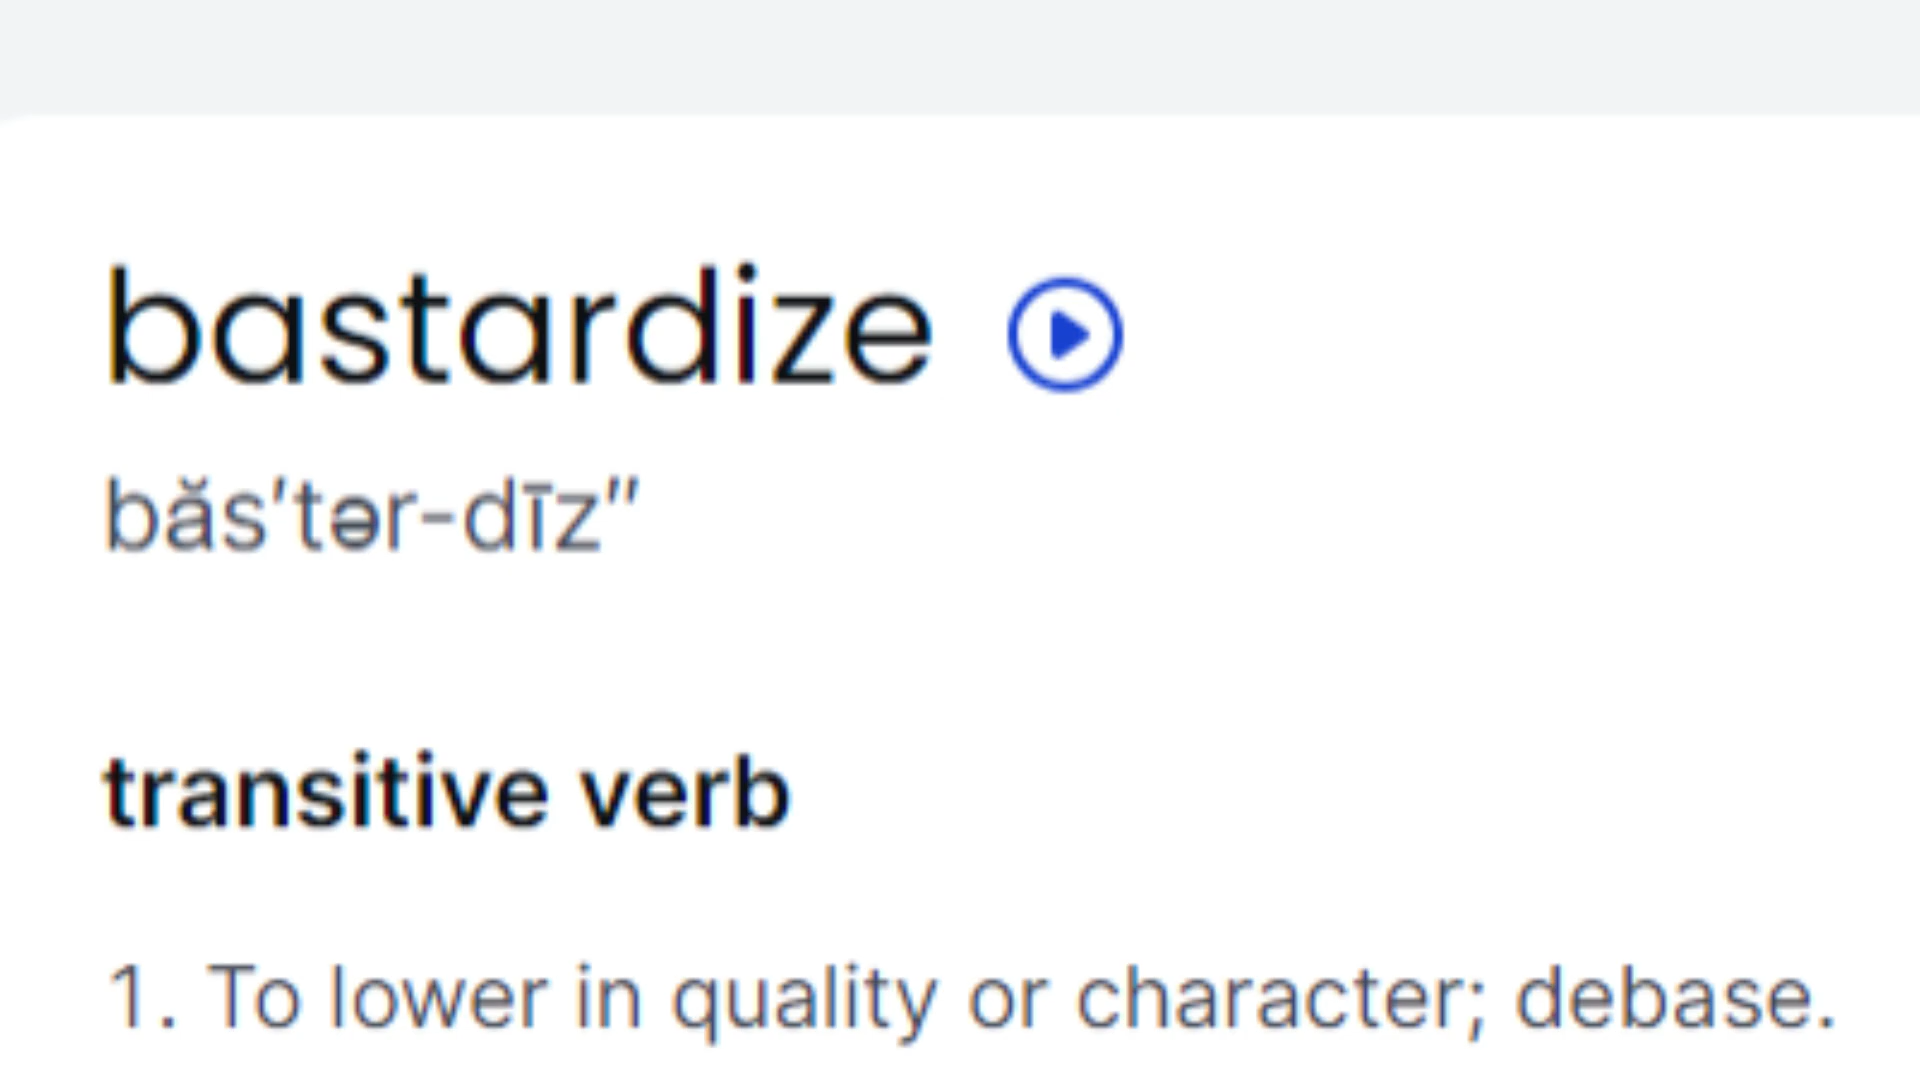 bastardize
băs′tər-dīz″
transitive verb
1. To lower in quality or character; debase.